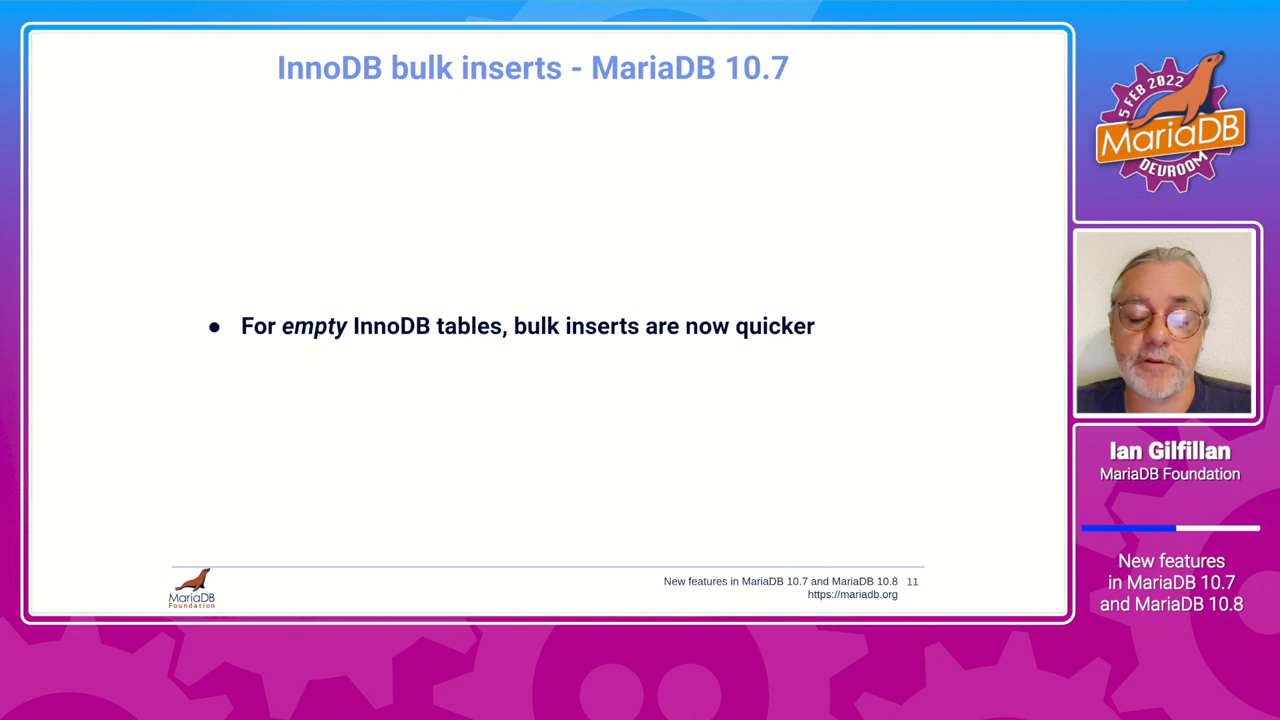 InnoDB bulk inserts - MariaDB 10.7
● For empty InnoDB tables, bulk inserts are now quicker
MariaDB
Foundation
New features in MariaDB 10.7 and MariaDB 10.8 11
https://mariadb.org
5 FEB 2022
MariaDB
DEVROOM
Ian Gilfillan
MariaDB Foundation
New features
in MariaDB 10.7
and MariaDB 10.8